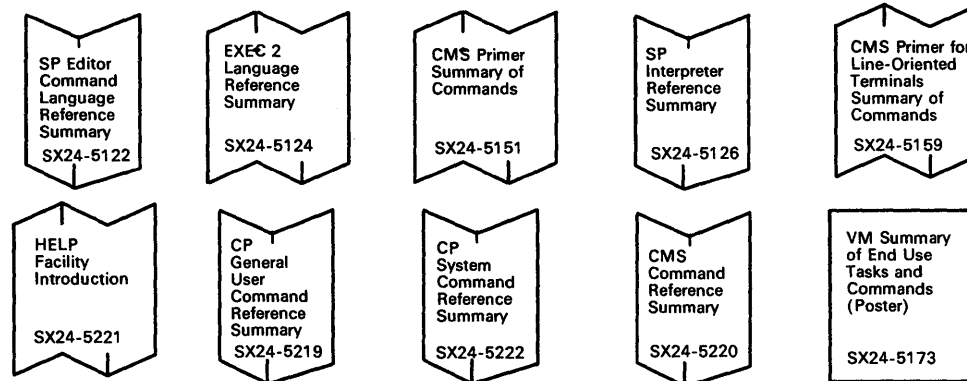 SP Editor
Command
Language
Reference
Summary
SX24-5122
EXEC 2
Language
Reference
Summary
SX24-5124
CMS Primer
Summary of
Commands
SX24-5151
SP
Interpreter
Reference
Summary
SX24-5126
CMS Primer for
Line-Oriented
Terminals
Summary of
Commands
SX24-5159
HELP
Facility
Introduction
SX24-5221
CP
General
User
Command
Reference
Summary
SX24-5219
CP
System
Command
Reference
Summary
SX24-5222
CMS
Command
Reference
Summary
SX24-5220
VM Summary
of End Use
Tasks and
Commands
(Poster)
SX24-5173